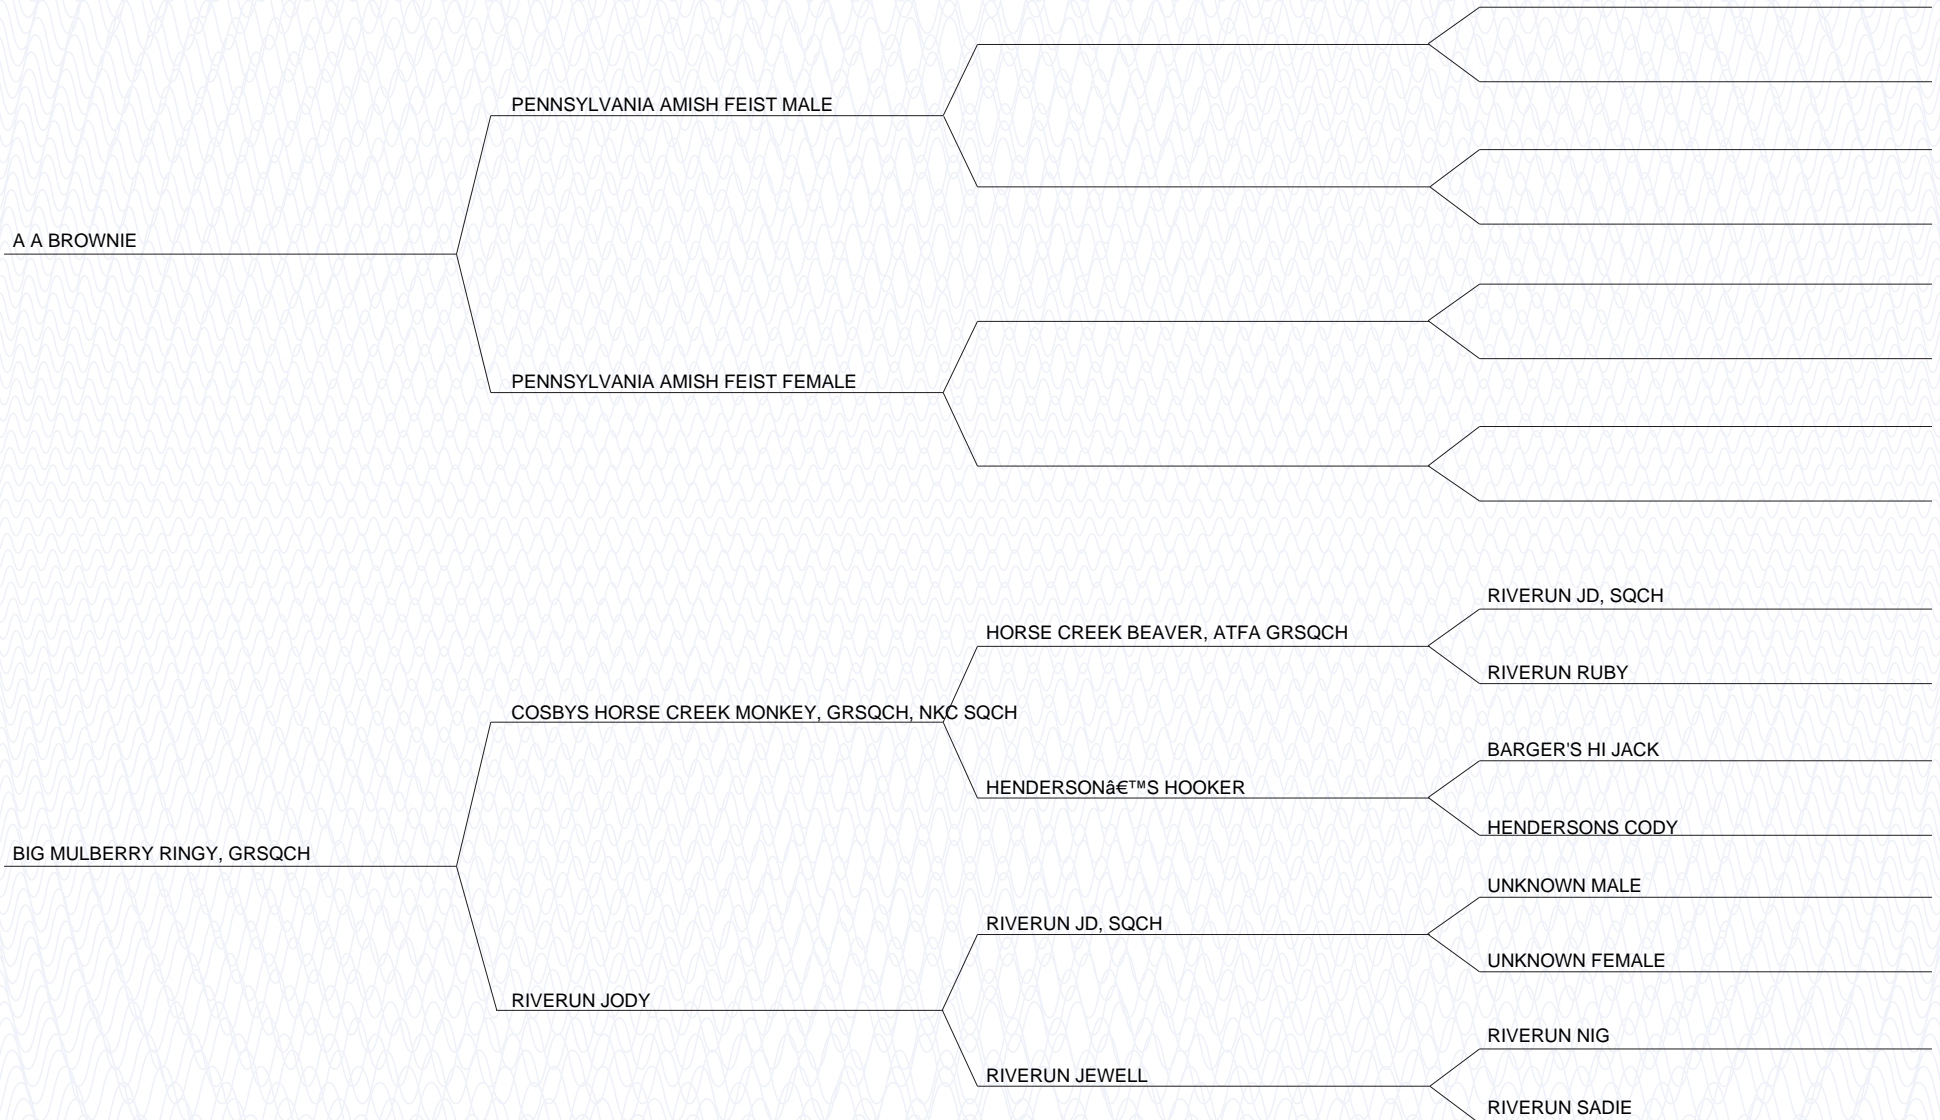 PENNSYLVANIA AMISH FEIST MALE
A A BROWNIE
PENNSYLVANIA AMISH FEIST FEMALE
RIVERUN JD, SQCH
HORSE CREEK BEAVER, ATFA GRSQCH
RIVERUN RUBY
COSBYS HORSE CREEK MONKEY, GRSQCH, NKC SQCH
BARGER'S HI JACK
HENDERSONâ€™S HOOKER
HENDERSONS CODY
BIG MULBERRY RINGY, GRSQCH
UNKNOWN MALE
RIVERUN JD, SQCH
UNKNOWN FEMALE
RIVERUN JODY
RIVERUN NIG
RIVERUN JEWELL
RIVERUN SADIE